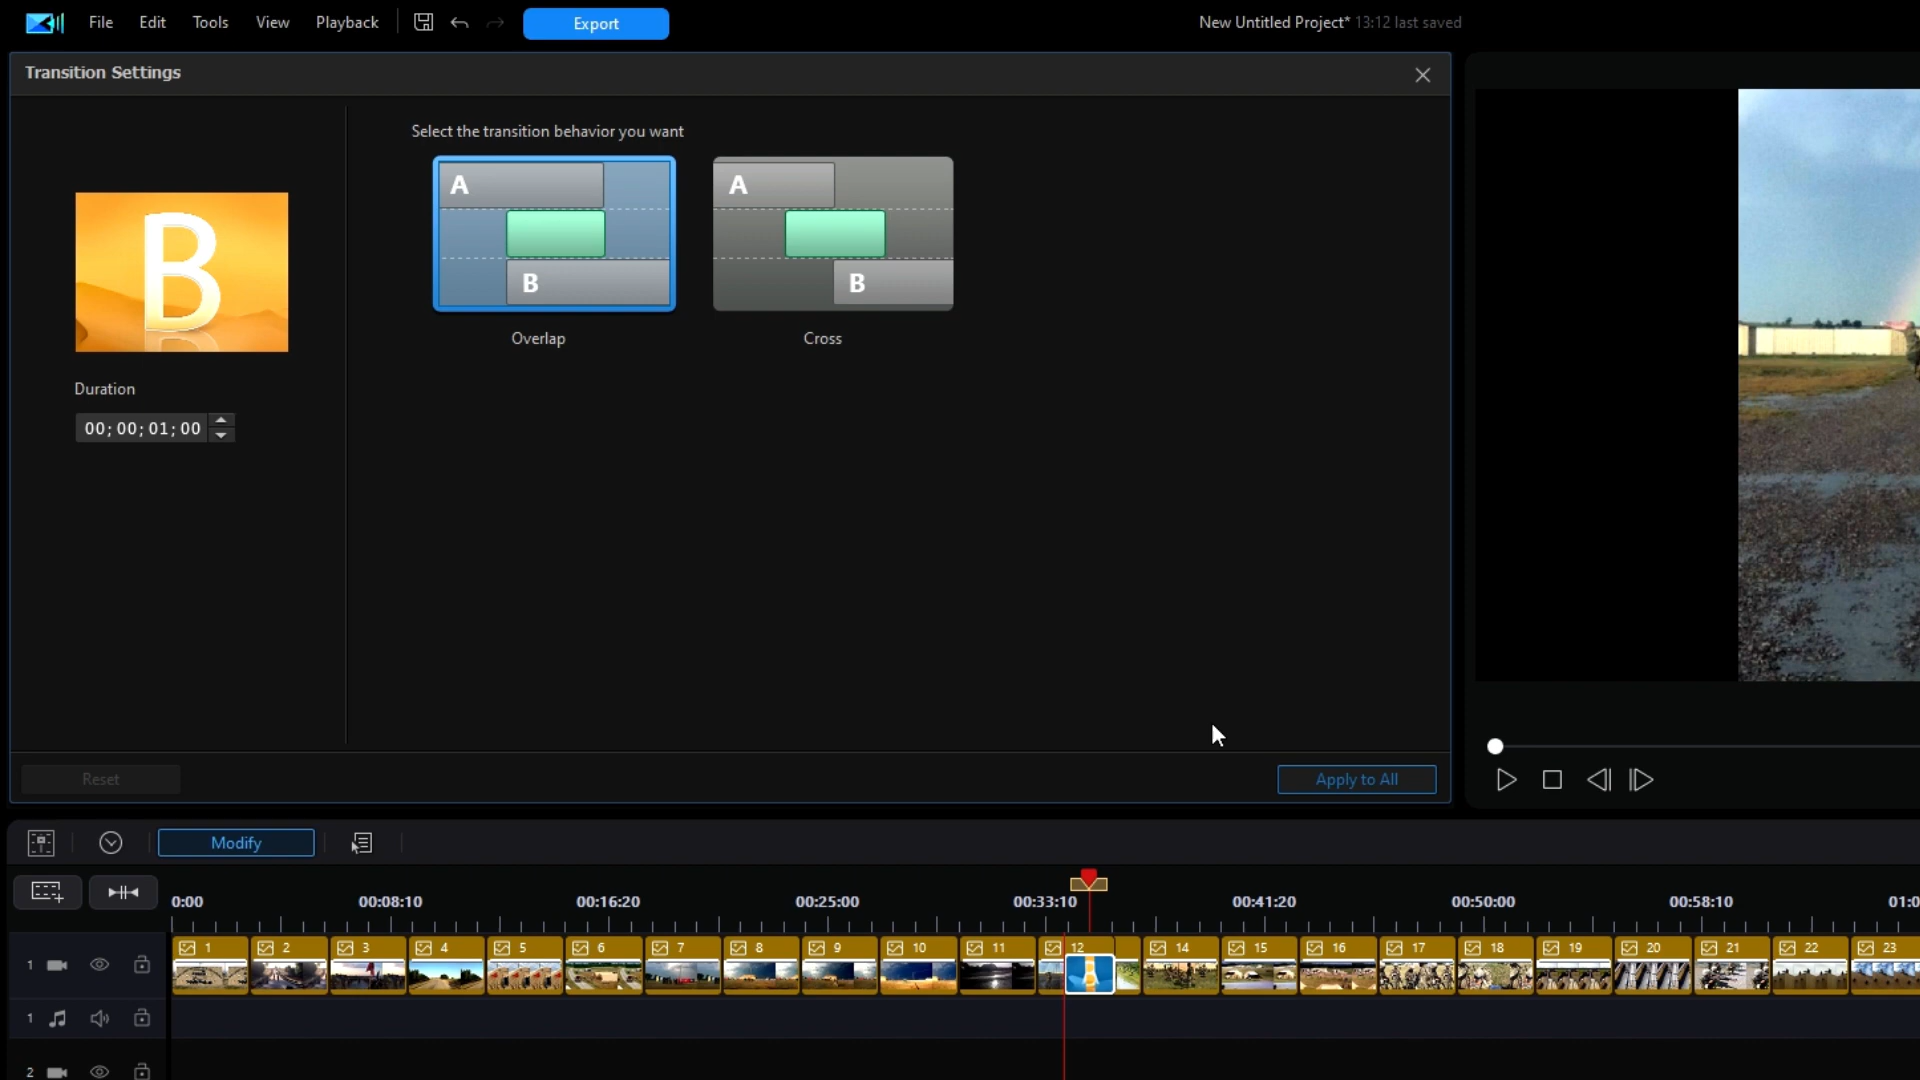 File Edit Tools View Playback Export New Untitled Project* 13:12 last saved
Transition Settings
Select the transition behavior you want
A A
B
B B
Overlap Cross
Duration
00;00;01;00
Reset Apply to All
Modify
0:00 00:08:10 00:16:20 00:25:00 00:33:10 00:41:20 00:50:00 00:58:10 01:0
1 1 2 3 4 5 6 7 8 9 10 11 12 14 15 16 17 18 19 20 21 22 23
1
2